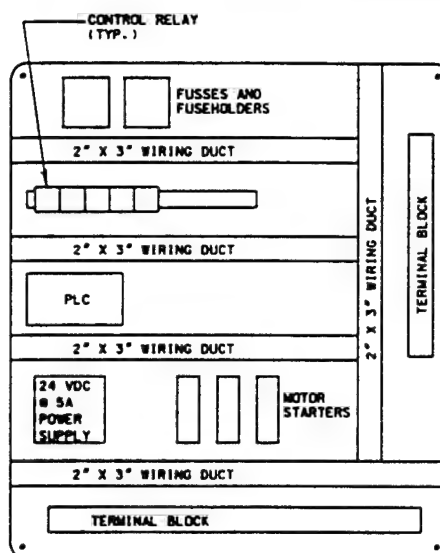 CONTROL RELAY
(TYP.)
FUSSES AND
FUSEHOLDERS
2" X 3" WIRING DUCT
2" X 3" WIRING DUCT
PLC
2" X 3" WIRING DUCT
24 VDC
@ 5A
POWER
SUPPLY
MOTOR
STARTERS
2" X 3" WIRING DUCT
TERMINAL BLOCK
2" X 3" WIRING DUCT
TERMINAL BLOCK